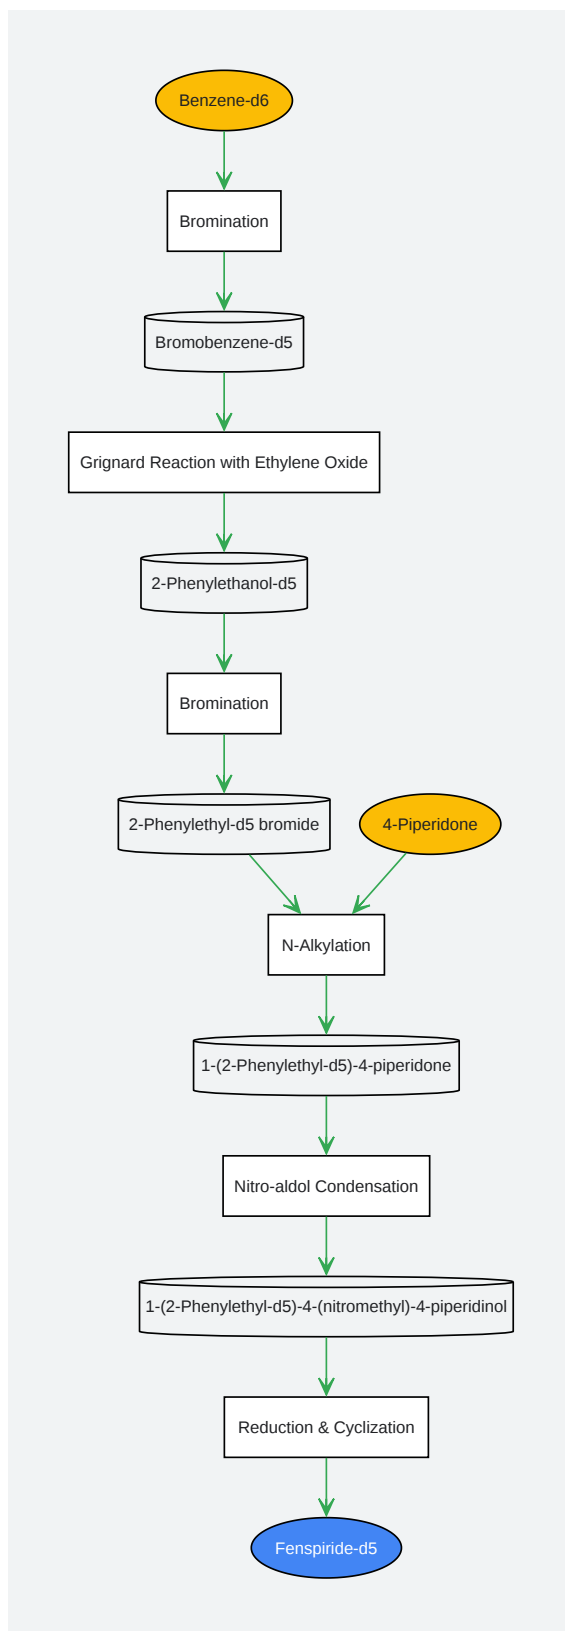 Benzene-d6
Bromination
Bromobenzene-d5
Grignard Reaction with Ethylene Oxide
2-Phenylethanol-d5
Bromination
2-Phenylethyl-d5 bromide
4-Piperidone
N-Alkylation
1-(2-Phenylethyl-d5)-4-piperidone
Nitro-aldol Condensation
1-(2-Phenylethyl-d5)-4-(nitromethyl)-4-piperidinol
Reduction & Cyclization
Fenspiride-d5